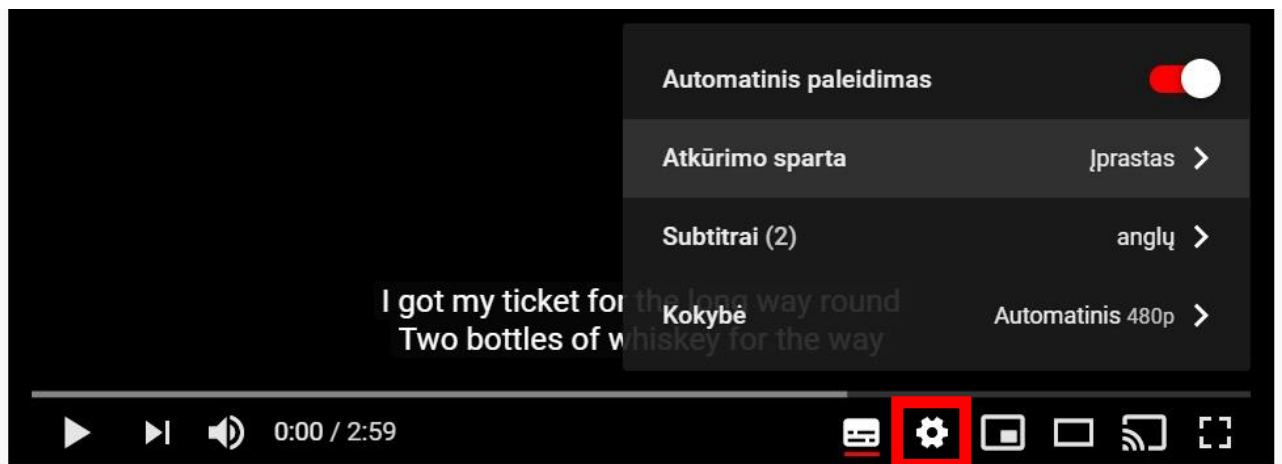 Automatinis paleidimas
Atkūrimo sparta Įprastas
Subtitrai (2) anglų
Kokybė Automatinis 480p
I got my ticket for the long way round
Two bottles of whiskey for the way
0:00 / 2:59